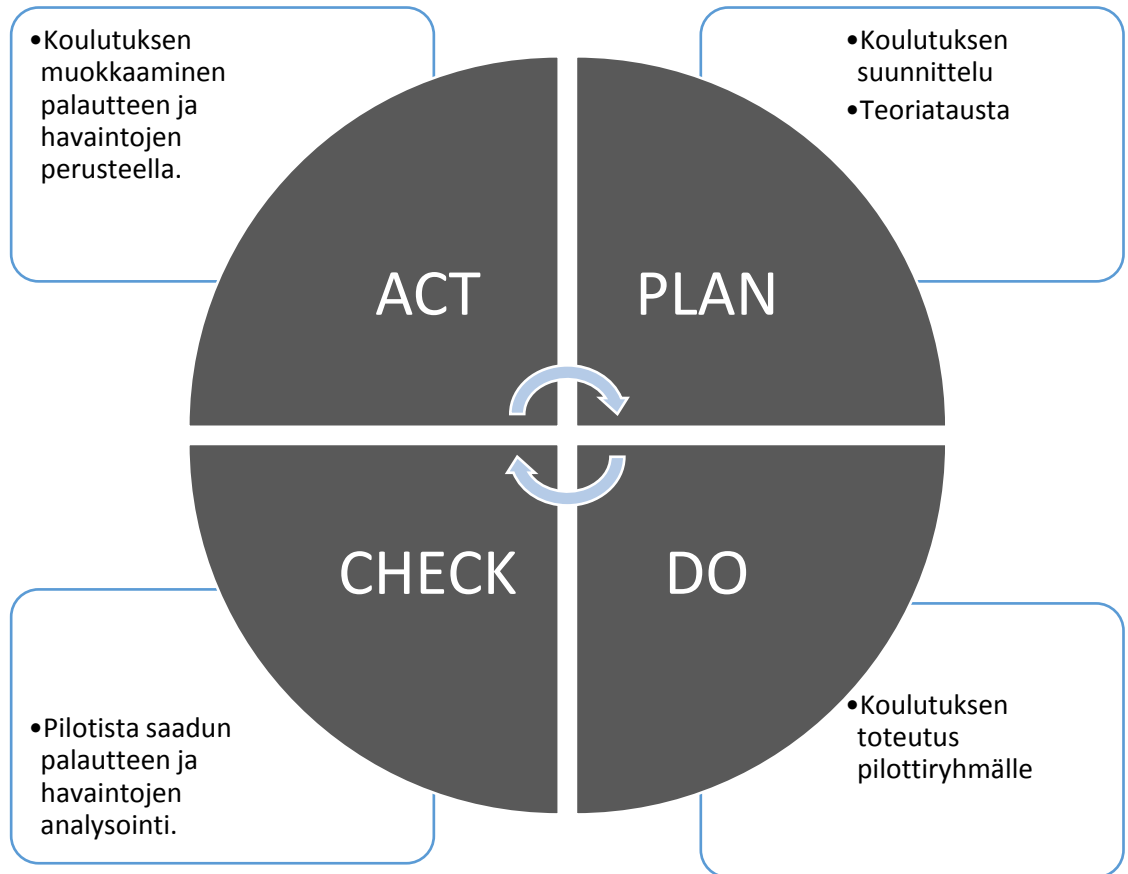 •Koulutuksen
muokkaaminen
palautteen ja
havaintojen
perusteella.
•Koulutuksen
suunnittelu
•Teoriatausta
ACT
PLAN
CHECK
DO
•Pilotista saadun
palautteen ja
havaintojen
analysointi.
•Koulutuksen
toteutus
pilottiryhmälle